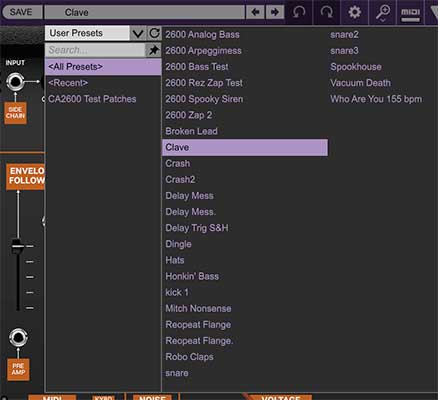 SAVE
Clave
MIDI
User Presets
Search...
<All Presets>
<Recent>
CA2600 Test Patches
2600 Analog Bass
2600 Arpeggimess
2600 Bass Test
2600 Rez Zap Test
2600 Spooky Siren
2600 Zap 2
Broken Lead
Clave
Crash
Crash2
Delay Mess
Delay Mess.
Delay Trig S&H
Dingle
Hats
Honkin' Bass
kick 1
Mitch Nonsense
Reopeat Flange
Reopeat Flange.
Robo Claps
snare
snare2
snare3
Spookhouse
Vacuum Death
Who Are You 155 bpm
INPUT
SIDE
CHAIN
ENVELO
FOLLOW
PRE
AMP
MIDI
KYBD
NOISE
VOLTAGE